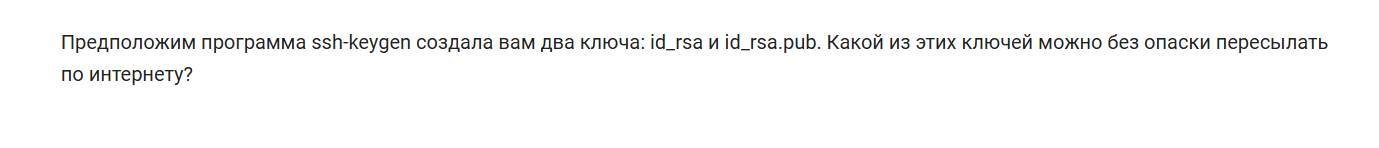 Предположим программа ssh-keygen создала вам два ключа: id_rsa и id_rsa.pub. Какой из этих ключей можно без опаски пересылать
по интернету?